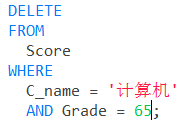 DELETE
FROM
Score
WHERE
C_name = '计算机'
AND Grade = 65;